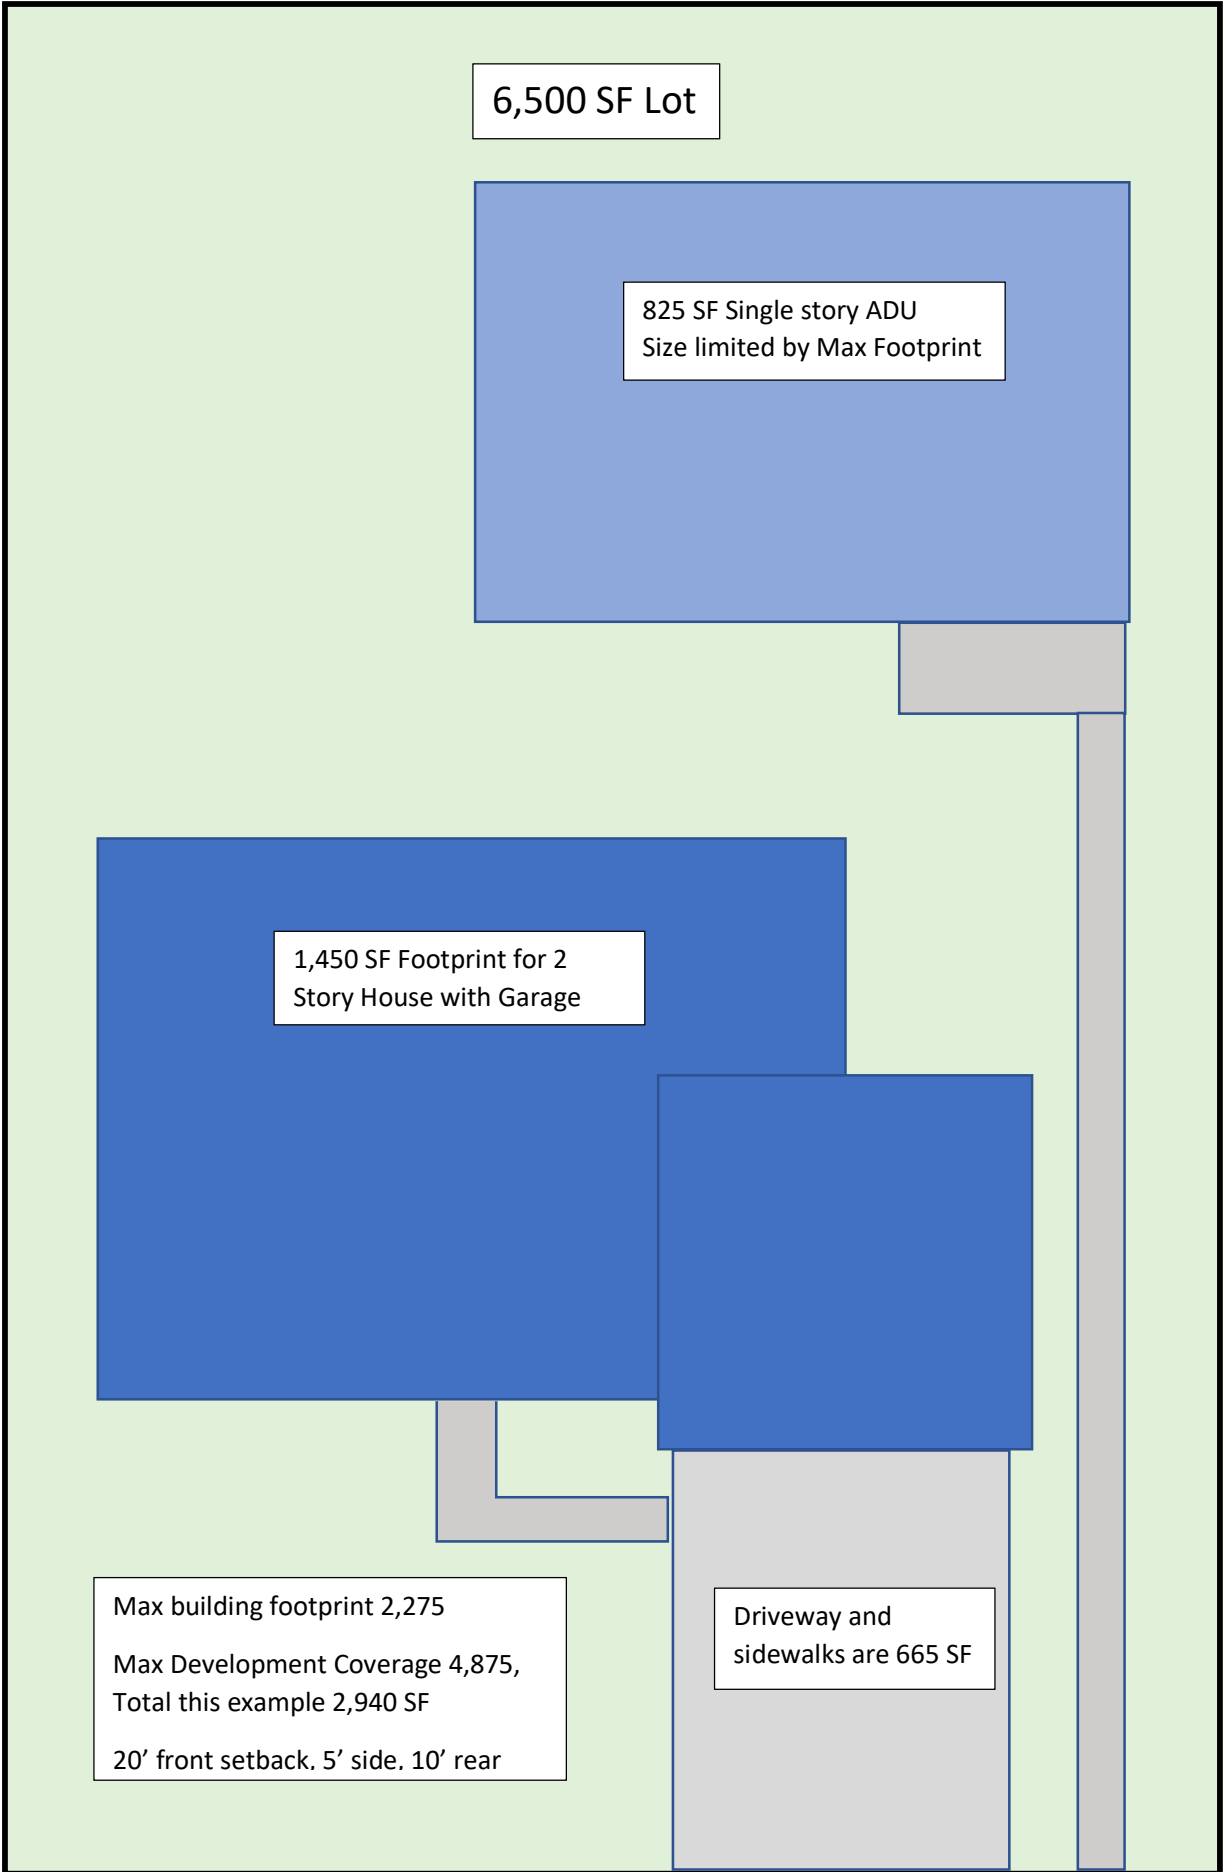 6,500 SF Lot
825 SF Single story ADU
Size limited by Max Footprint
1,450 SF Footprint for 2
Story House with Garage
Max building footprint 2,275
Max Development Coverage 4,875,
Total this example 2,940 SF
20’ front setback, 5’ side, 10’ rear
Driveway and
sidewalks are 665 SF